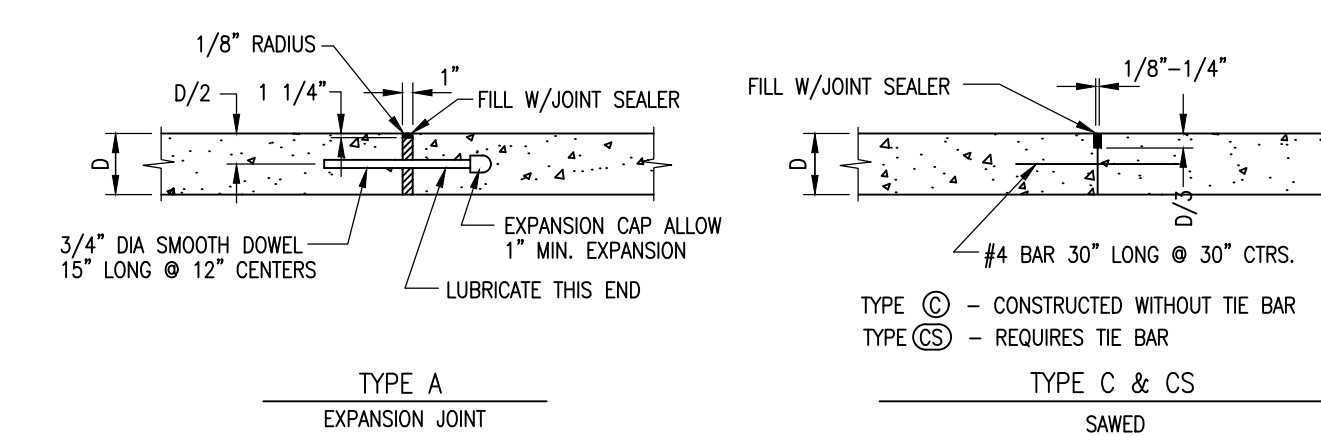 1/8” RADIUS
1”
D/2
1 1/4”
FILL W/JOINT SEALER
D
EXPANSION CAP ALLOW
1” MIN. EXPANSION
3/4” DIA SMOOTH DOWEL
15” LONG @ 12” CENTERS
LUBRICATE THIS END
TYPE A
EXPANSION JOINT
1/8”–1/4”
FILL W/JOINT SEALER
D
D/3
#4 BAR 30” LONG @ 30” CTRS.
TYPE C – CONSTRUCTED WITHOUT TIE BAR
TYPE CS – REQUIRES TIE BAR
TYPE C & CS
SAWED